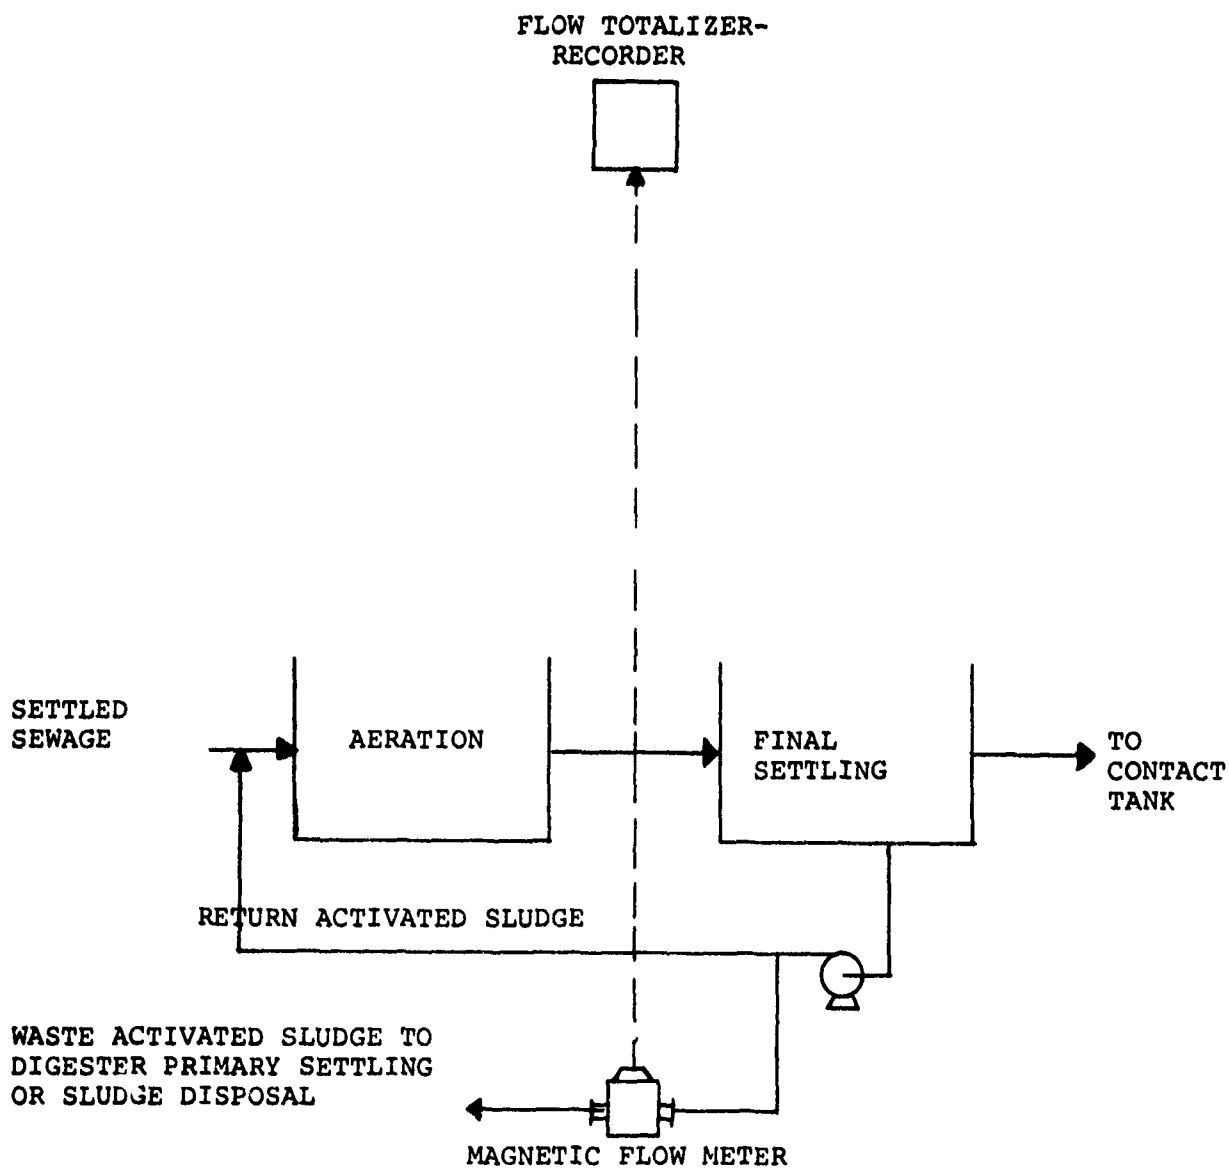 FLOW TOTALIZER-
RECORDER
SETTLED
SEWAGE
AERATION
FINAL
SETTLING
TO
CONTACT
TANK
RETURN ACTIVATED SLUDGE
WASTE ACTIVATED SLUDGE TO
DIGESTER PRIMARY SETTLING
OR SLUDGE DISPOSAL
MAGNETIC FLOW METER